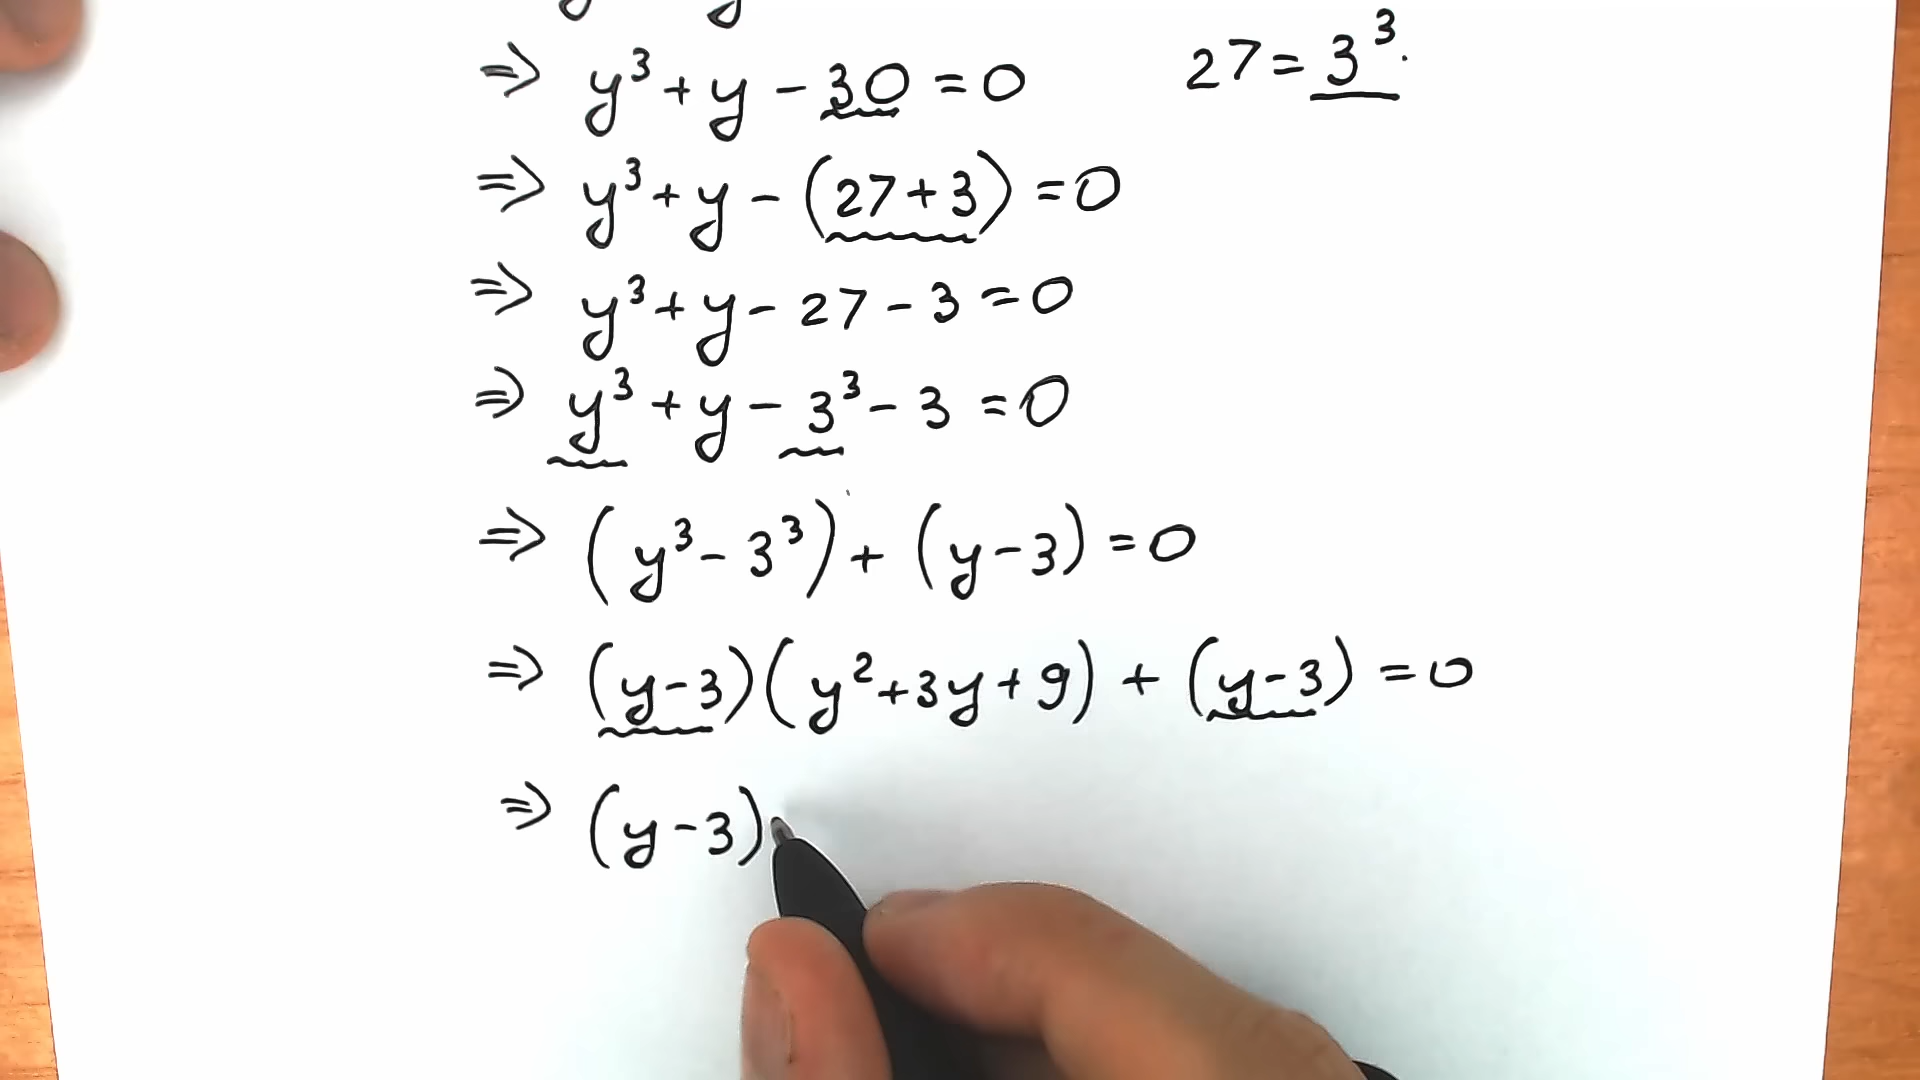 ⇒ y³ + y - 30 = 0
27 = 3³.
⇒ y³ + y - (27 + 3) = 0
⇒ y³ + y - 27 - 3 = 0
⇒ y³ + y - 3³ - 3 = 0
⇒ (y³ - 3³) + (y - 3) = 0
⇒ (y - 3)(y² + 3y + 9) + (y - 3) = 0
⇒ (y - 3)